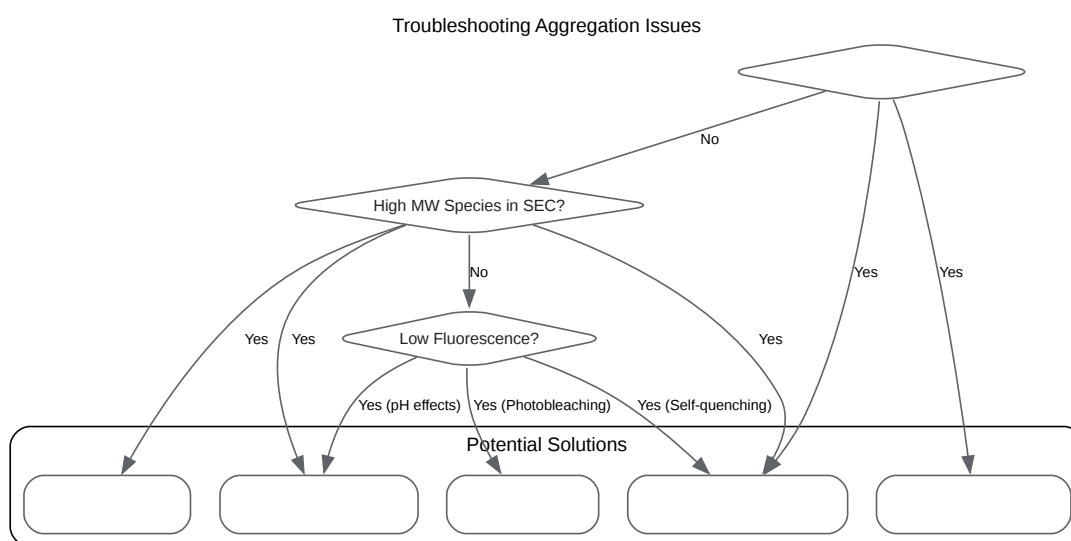 Troubleshooting Aggregation Issues
No
High MW Species in SEC?
No
Yes
Yes
Yes
Yes
Yes
Low Fluorescence?
Yes (pH effects)
Yes (Photobleaching)
Yes (Self-quenching)
Potential Solutions